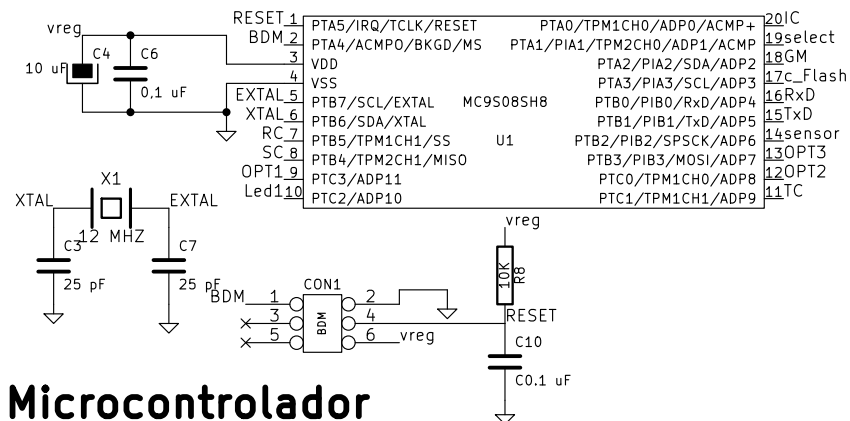 RESET 1 PTA5/IRQ/TCLK/RESET PTA0/TPM1CH0/ADP0/ACMP+ 20 IC
BDM 2 PTA4/ACMPO/BKGD/MS PTA1/PIA1/TPM2CH0/ADP1/ACMP 19 select
3 VDD PTA2/PIA2/SDA/ADP2 18 GM
4 VSS PTA3/PIA3/SCL/ADP3 17 c_Flash
EXTAL 5 PTB7/SCL/EXTAL MC9S08SH8 PTB0/PIB0/RxD/ADP4 16 RxD
XTAL 6 PTB6/SDA/XTAL PTB1/PIB1/TxD/ADP5 15 TxD
RC 7 PTB5/TPM1CH1/SS U1 PTB2/PIB2/SPSCK/ADP6 14 sensor
SC 8 PTB4/TPM2CH1/MISO PTB3/PIB3/MOSI/ADP7 13 OPT3
OPT1 9 PTC3/ADP11 PTC0/TPM1CH0/ADP8 12 OPT2
Led1 10 PTC2/ADP10 PTC1/TPM1CH1/ADP9 11 TC
vreg
C4 C6
10 uF
0,1 uF
X1
XTAL EXTAL
12 MHZ
C3 C7
25 pF 25 pF
CON1
BDM 1 2
3 BDM 4
5 6 vreg
vreg
10K R8
RESET
C10
C0.1 uF
Microcontrolador